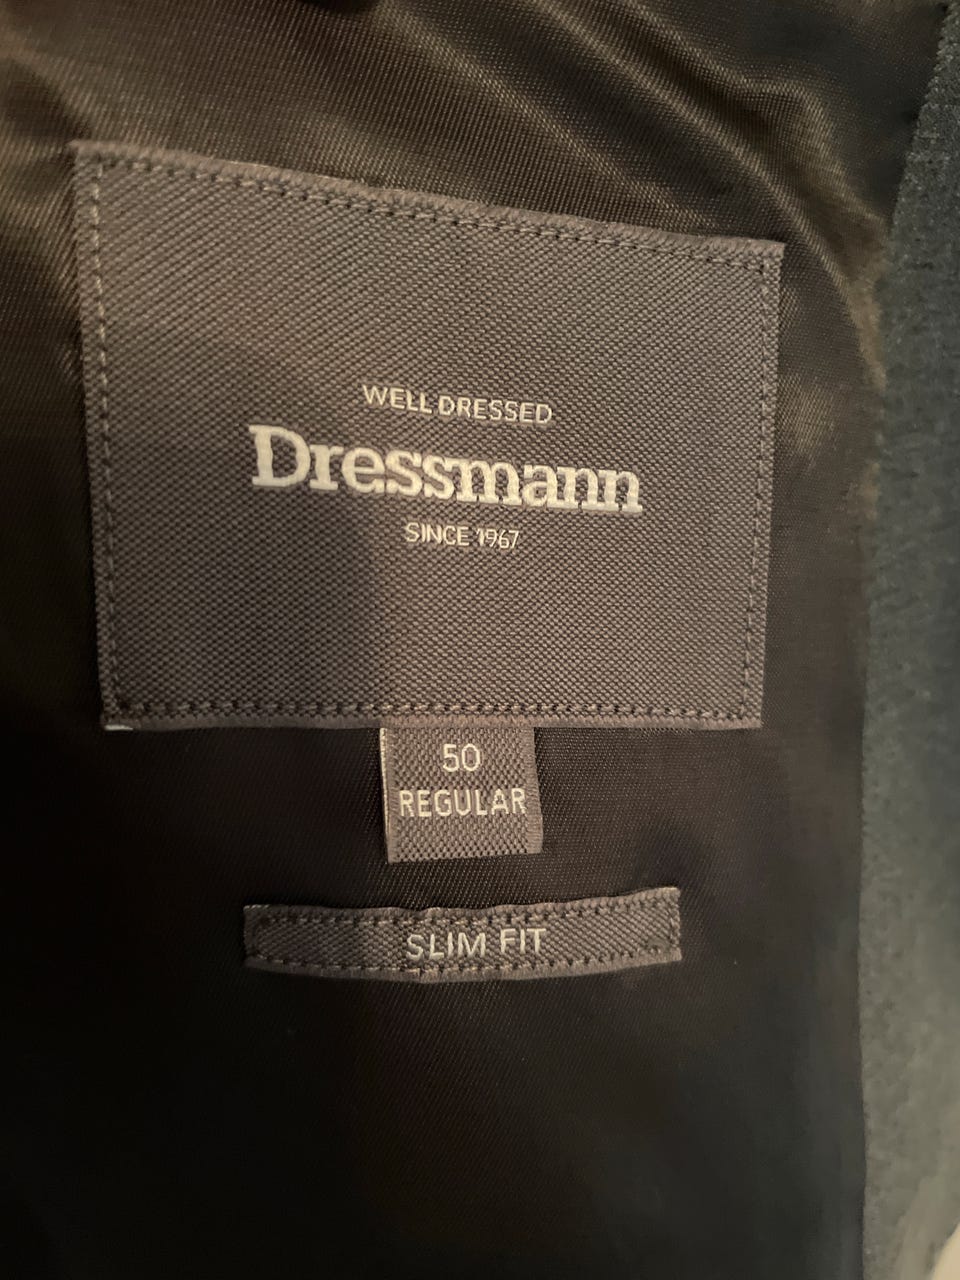 WELL DRESSED
Dressmann
SINCE 1967
50
REGULAR
SLIM FIT